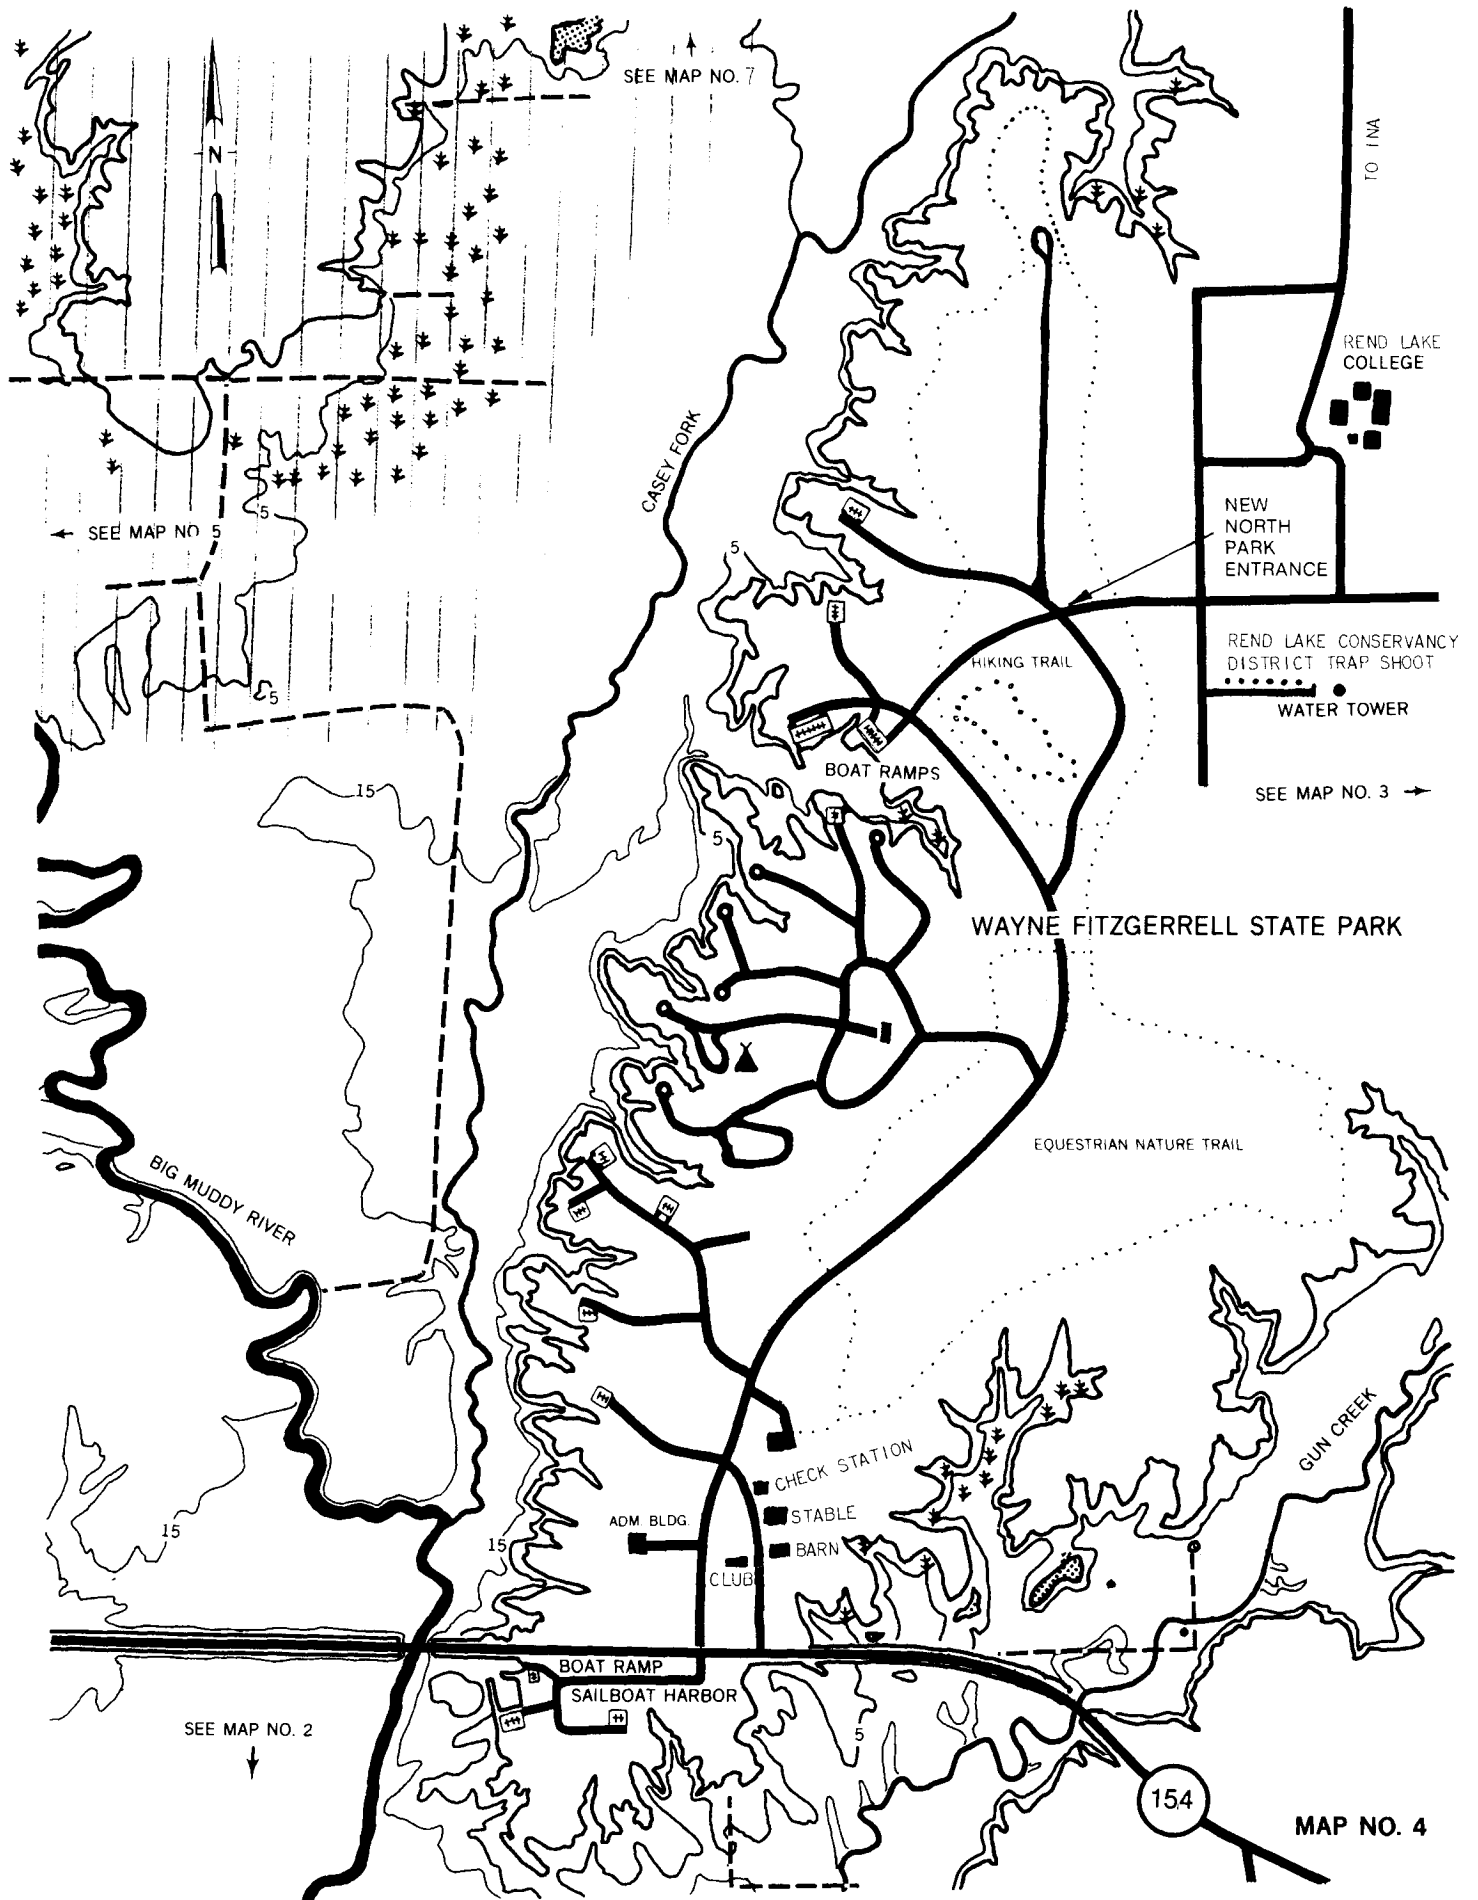 SEE MAP NO. 7
N
TO INA
REND LAKE
COLLEGE
CASEY FORK
5
SEE MAP NO 5
NEW
NORTH
PARK
ENTRANCE
5
HIKING TRAIL
REND LAKE CONSERVANCY
DISTRICT TRAP SHOOT
5
WATER TOWER
BOAT RAMPS
15
SEE MAP NO. 3
5
WAYNE FITZGERRELL STATE PARK
EQUESTRIAN NATURE TRAIL
BIG MUDDY RIVER
GUN CREEK
CHECK STATION
STABLE
ADM. BLDG.
15
15
BARN
CLUB
BOAT RAMP
SAILBOAT HARBOR
SEE MAP NO. 2
5
154
MAP NO. 4